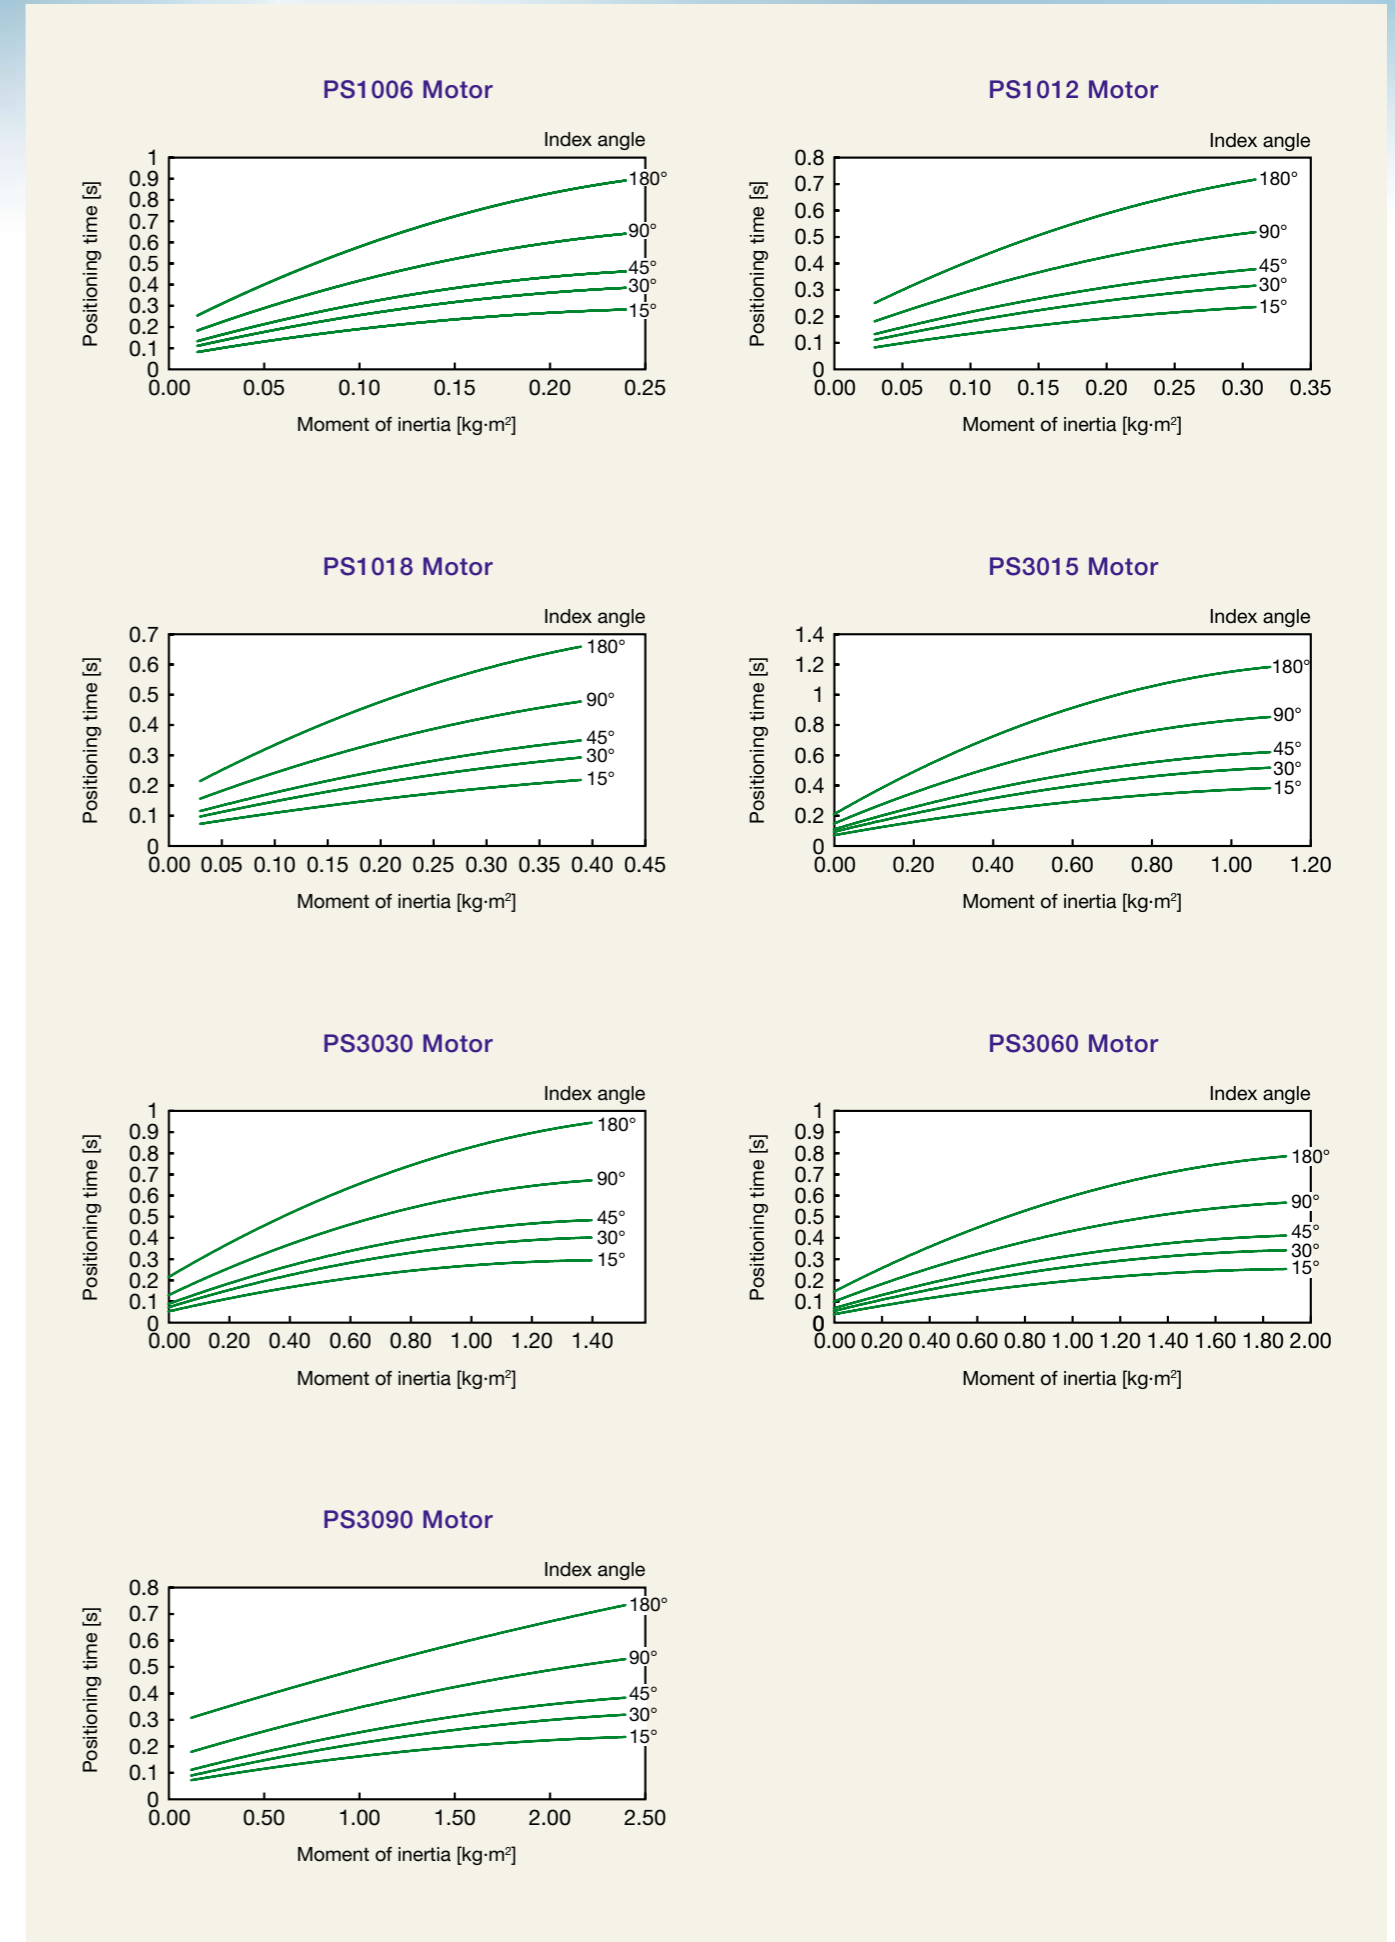 PS1006 Motor
Index angle
Positioning time [s]
1
0.9
0.8
0.7
0.6
0.5
0.4
0.3
0.2
0.1
0
180°
90°
45°
30°
15°
0.00 0.05 0.10 0.15 0.20 0.25
Moment of inertia [kg·m²]
PS1012 Motor
Index angle
Positioning time [s]
0.8
0.7
0.6
0.5
0.4
0.3
0.2
0.1
0
180°
90°
45°
30°
15°
0.00 0.05 0.10 0.15 0.20 0.25 0.30 0.35
Moment of inertia [kg·m²]
PS1018 Motor
Index angle
Positioning time [s]
0.7
0.6
0.5
0.4
0.3
0.2
0.1
0
180°
90°
45°
30°
15°
0.00 0.05 0.10 0.15 0.20 0.25 0.30 0.35 0.40 0.45
Moment of inertia [kg·m²]
PS3015 Motor
Index angle
Positioning time [s]
1.4
1.2
1
0.8
0.6
0.4
0.2
0
180°
90°
45°
30°
15°
0.00 0.20 0.40 0.60 0.80 1.00 1.20
Moment of inertia [kg·m²]
PS3030 Motor
Index angle
Positioning time [s]
1
0.9
0.8
0.7
0.6
0.5
0.4
0.3
0.2
0.1
0
180°
90°
45°
30°
15°
0.00 0.20 0.40 0.60 0.80 1.00 1.20 1.40
Moment of inertia [kg·m²]
PS3060 Motor
Index angle
Positioning time [s]
1
0.9
0.8
0.7
0.6
0.5
0.4
0.3
0.2
0.1
0
180°
90°
45°
30°
15°
0.00 0.20 0.40 0.60 0.80 1.00 1.20 1.40 1.60 1.80 2.00
Moment of inertia [kg·m²]
PS3090 Motor
Index angle
Positioning time [s]
0.8
0.7
0.6
0.5
0.4
0.3
0.2
0.1
0
180°
90°
45°
30°
15°
0.00 0.50 1.00 1.50 2.00 2.50
Moment of inertia [kg·m²]